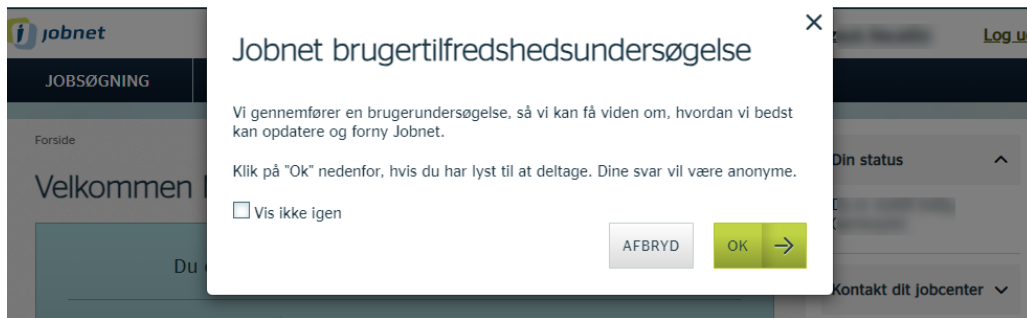 jobnet
Log u
JOBSØGNING
Jobnet brugertilfredshedsundersøgelse
Vi gennemfører en brugerundersøgelse, så vi kan få viden om, hvordan vi bedst
kan opdatere og forny Jobnet.
Klik på "Ok" nedenfor, hvis du har lyst til at deltage. Dine svar vil være anonyme.
Vis ikke igen
AFBRYD
OK
Forside
Velkommen
Du
Din status
Kontakt dit jobcenter